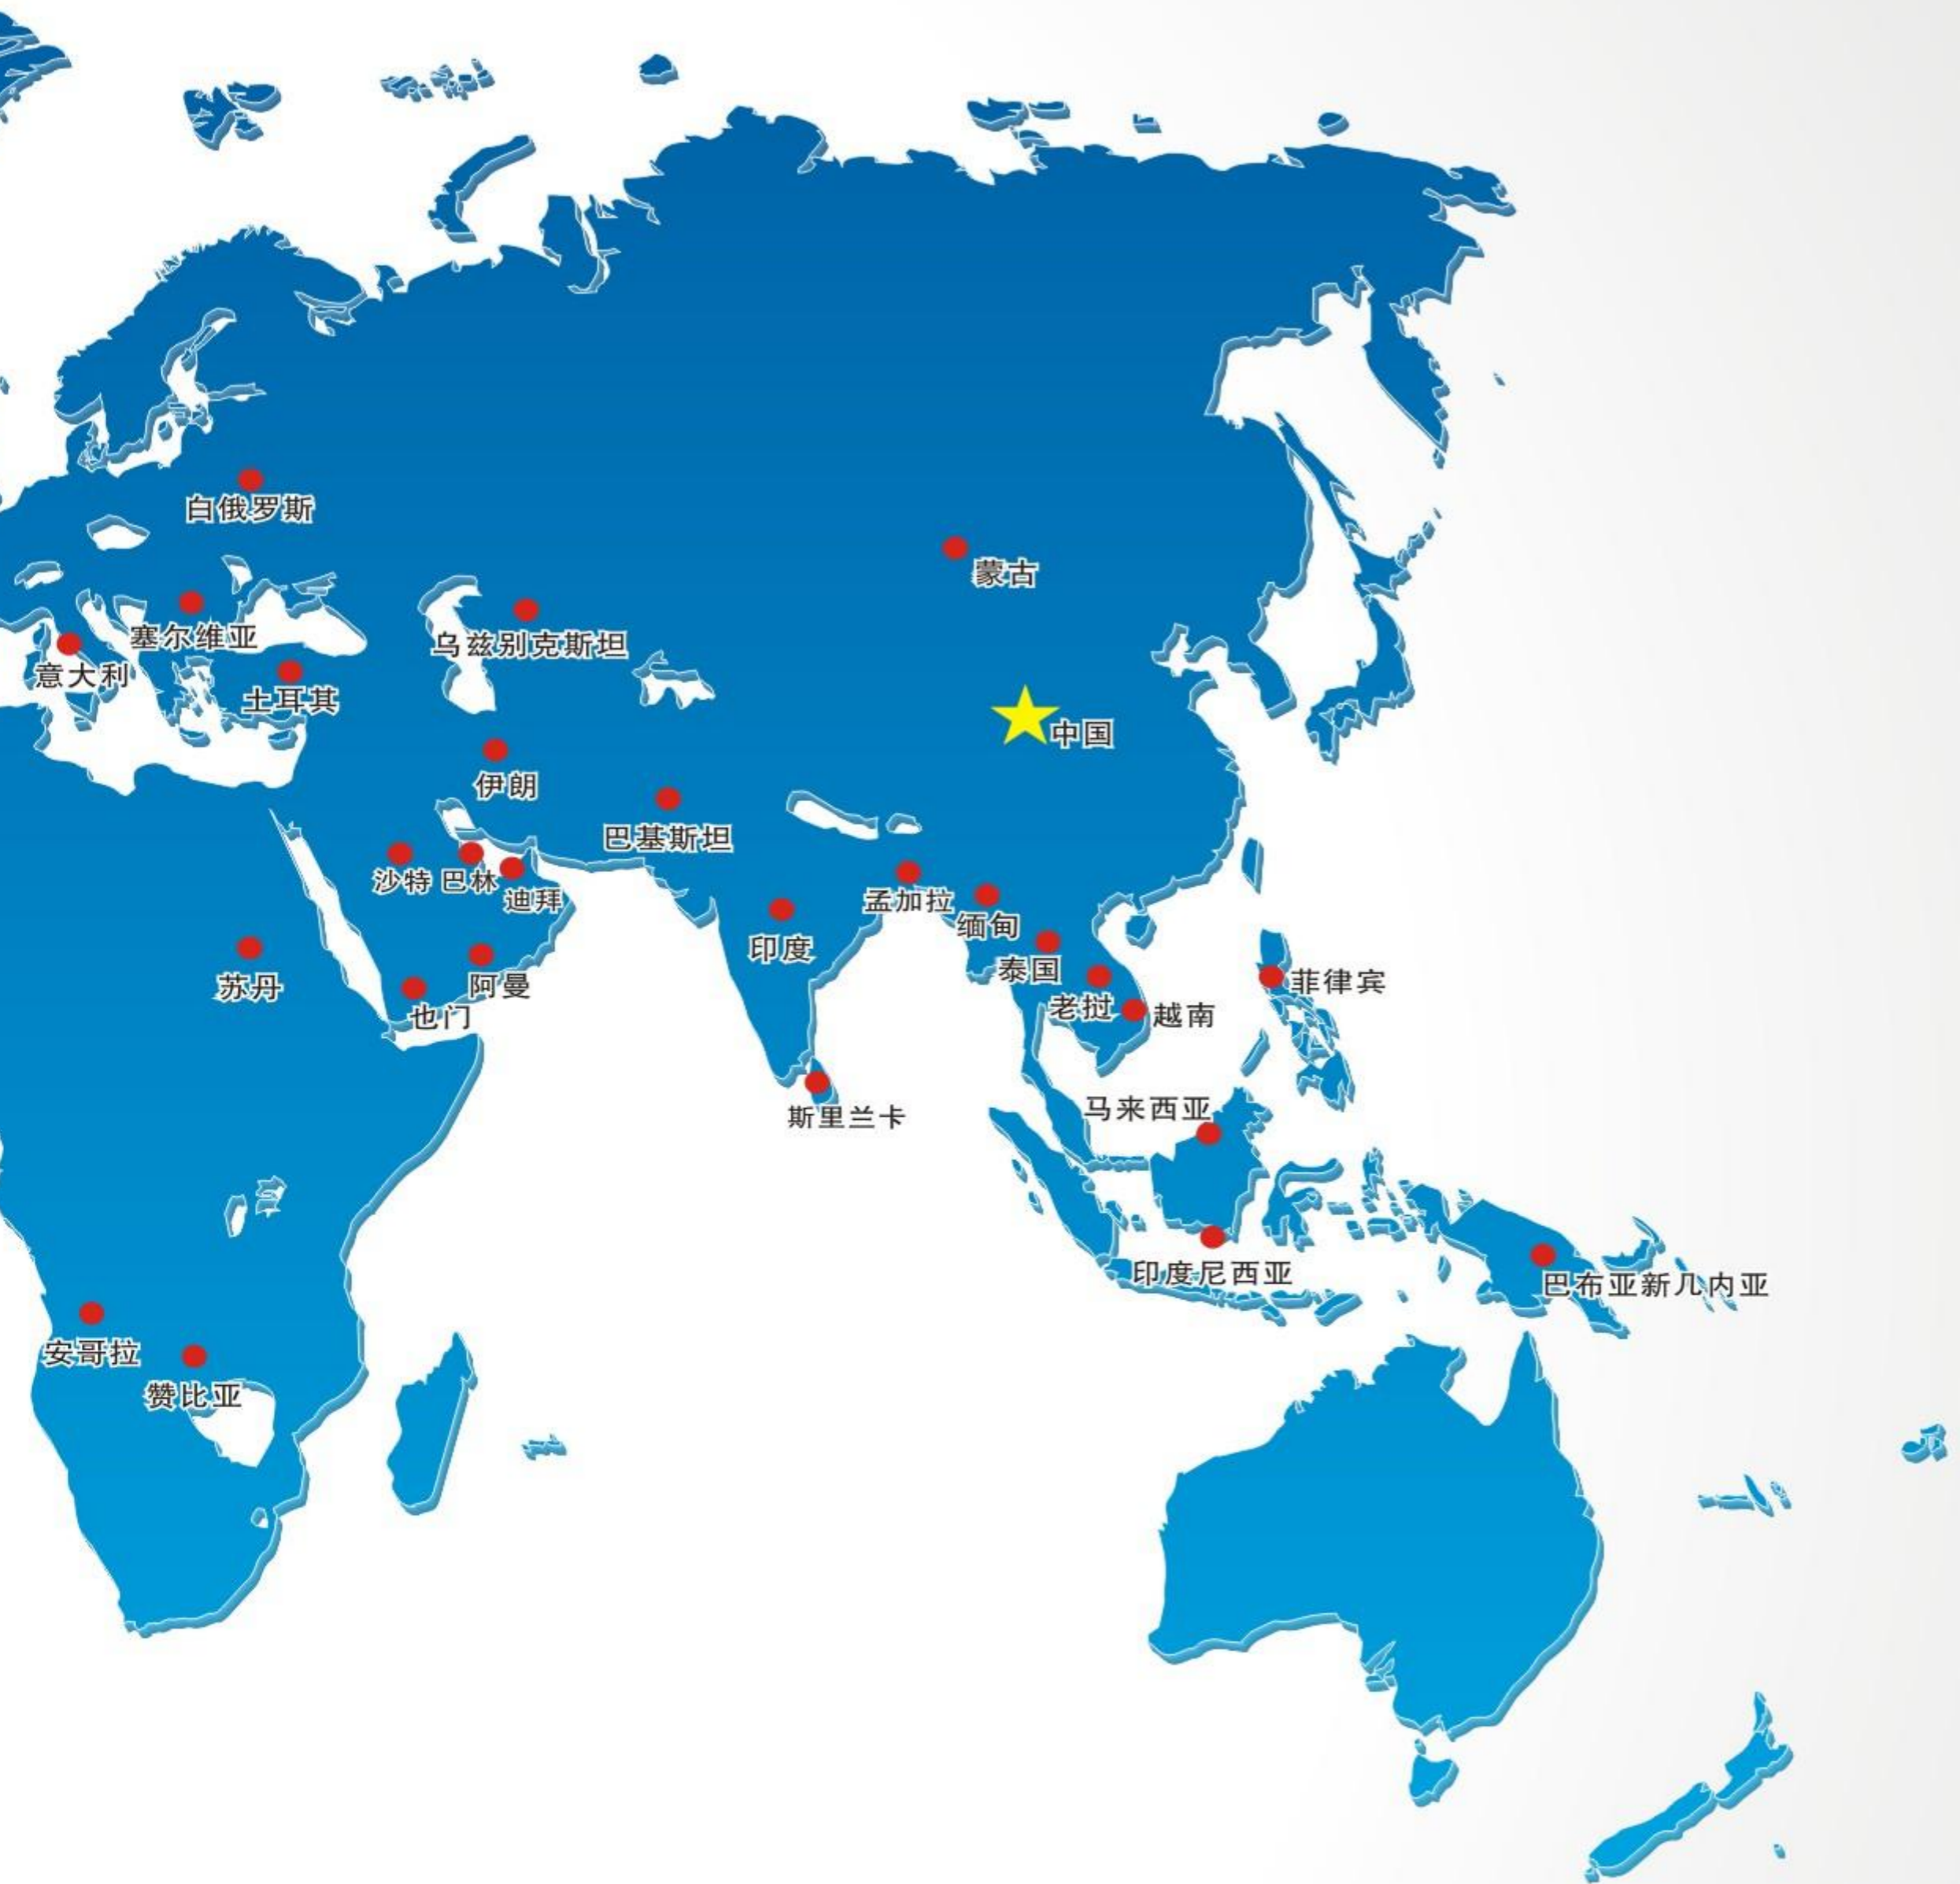 白俄罗斯
蒙古
塞尔维亚
乌兹别克斯坦
意大利
土耳其
中国
伊朗
巴基斯坦
沙特
巴林
迪拜
孟加拉
缅甸
印度
泰国
苏丹
阿曼
菲律宾
老挝
越南
也门
马来西亚
斯里兰卡
印度尼西亚
巴布亚新几内亚
安哥拉
赞比亚